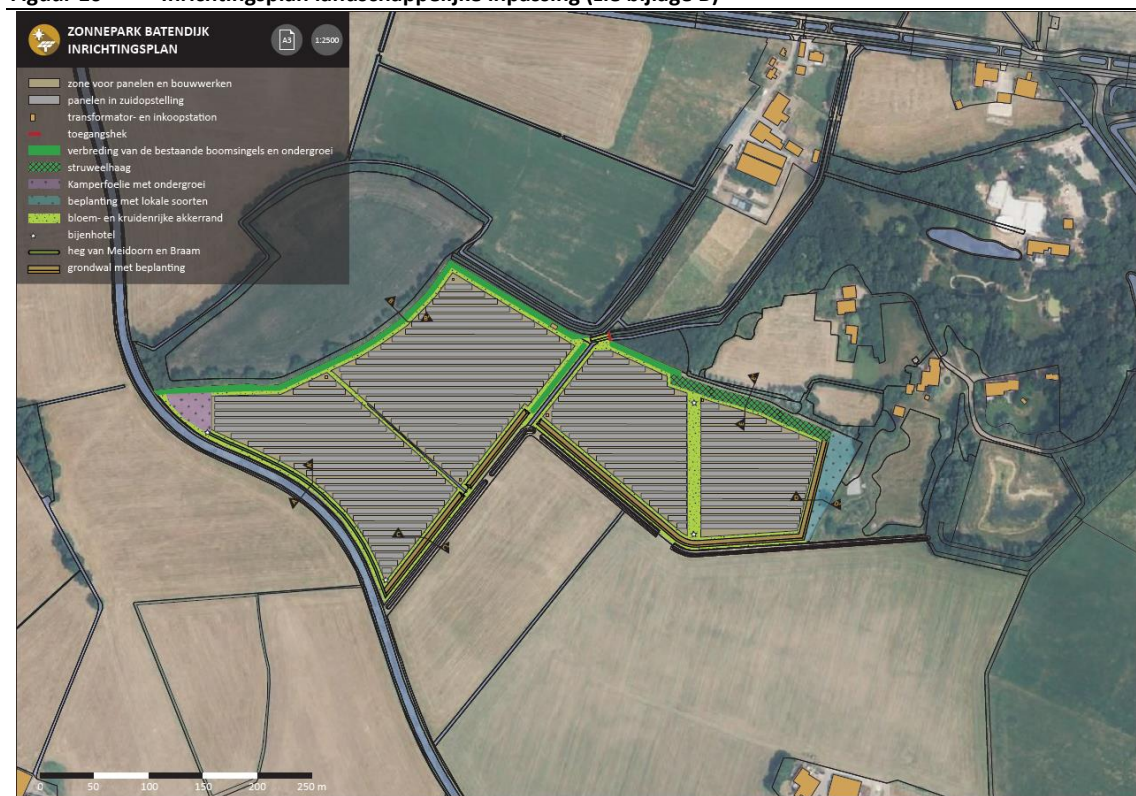 ZONNEPARK BATENDIJK
INRICHTINGSPLAN
A3
1:2500
zone voor panelen en bouwwerken
panelen in zuidopstelling
transformator- en inkoopstation
toegangshek
verbreding van de bestaande boomsingels en ondergroei
struweelhaag
Kamperfoelie met ondergroei
beplanting met lokale soorten
bloem- en kruidenrijke akkerrand
bijenhotel
heg van Meidoorn en Braam
grondwal met beplanting
0 50 100 150 200 250 m